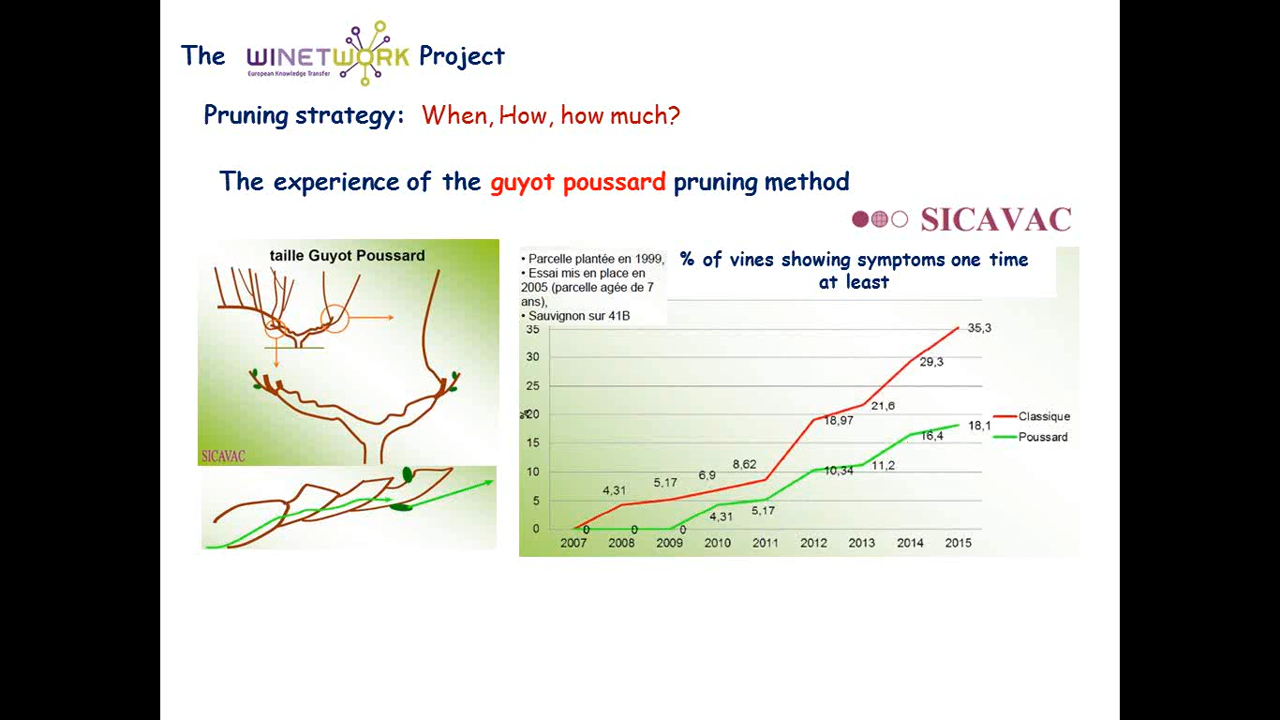 The WINETWORK Project
European Knowledge Transfer
Pruning strategy: When, How, how much?
The experience of the guyot poussard pruning method
SICAVAC
taille Guyot Poussard
SICAVAC
• Parcelle plantée en 1999,
• Essai mis en place en
2005 (parcelle agée de 7
ans),
• Sauvignon sur 41B
% of vines showing symptoms one time
at least
35
30
25
20
15
10
5
0
%
35,3
29,3
21,6
18,97
8,62
6,9
5,17
4,31
18,1
16,4
11,2
10,34
5,17
4,31
0
0
0
Classique
Poussard
2007 2008 2009 2010 2011 2012 2013 2014 2015